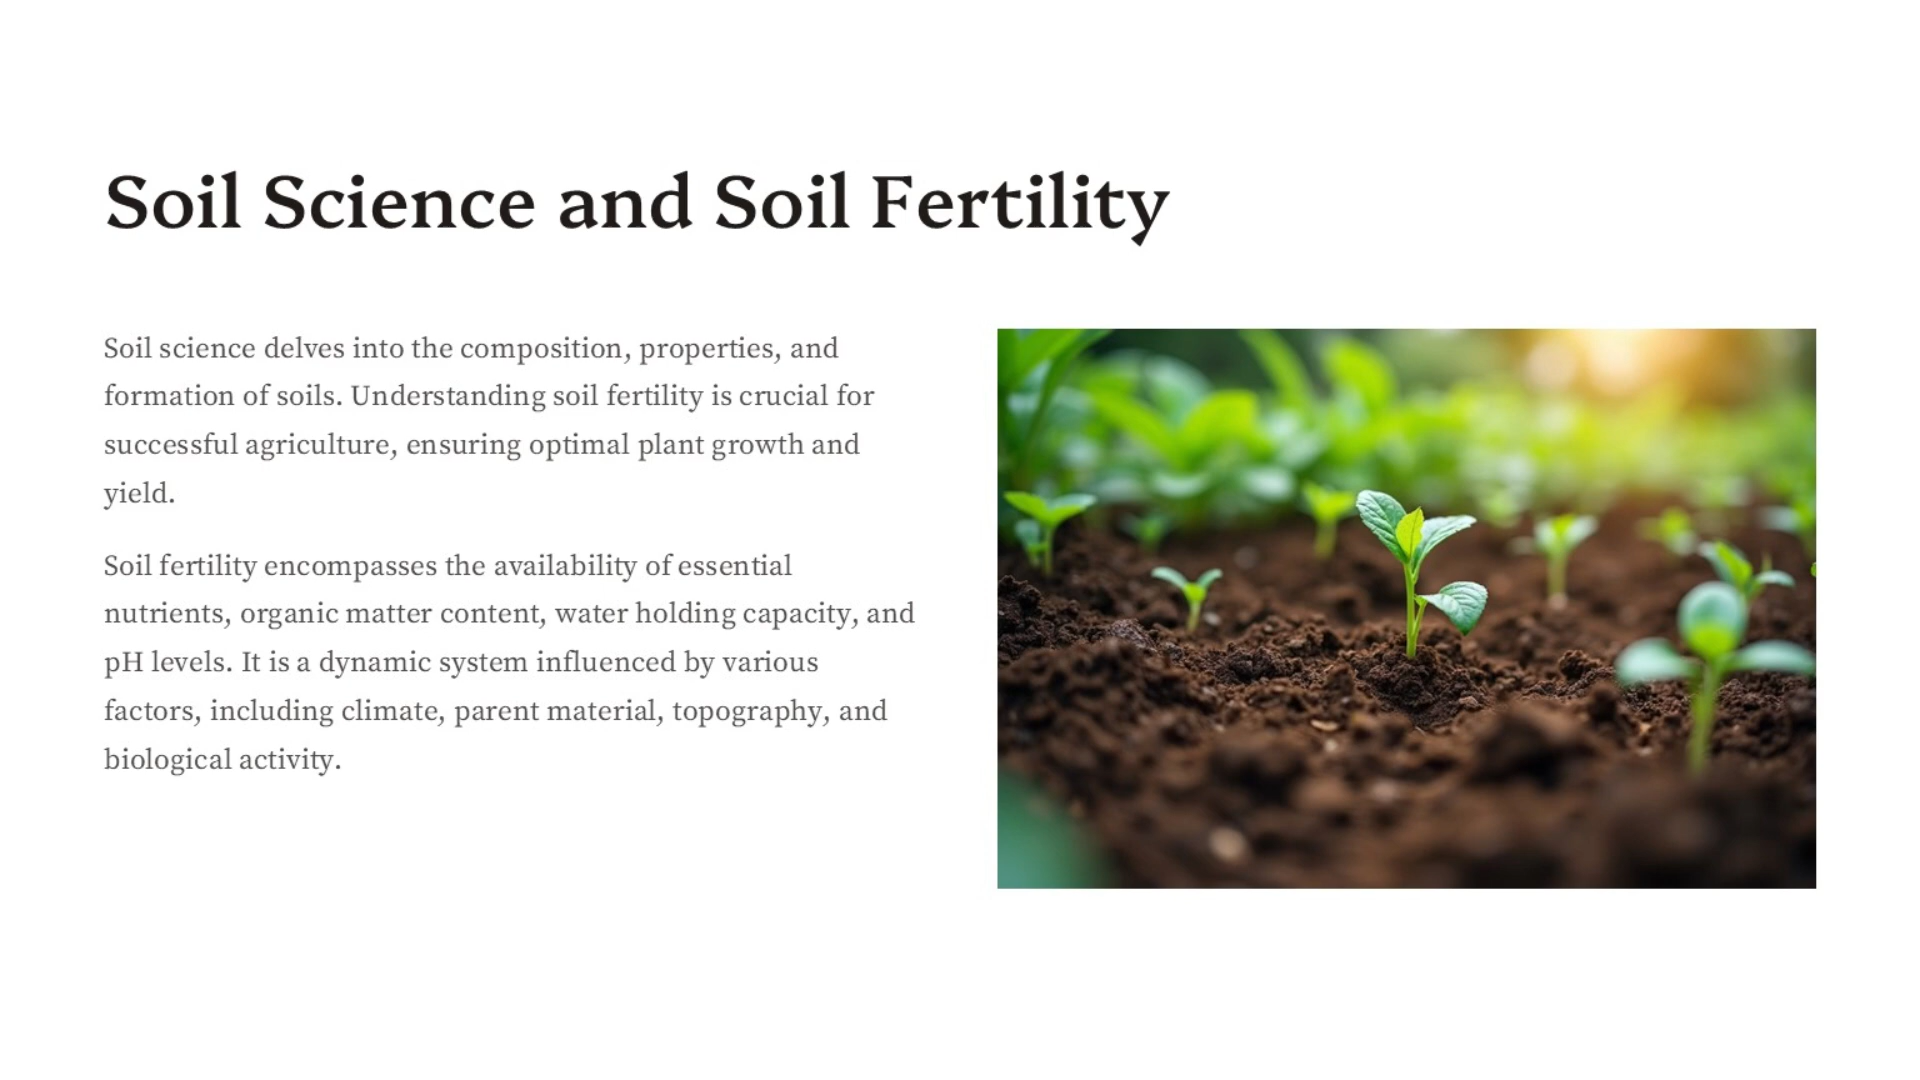 Soil Science and Soil Fertility
Soil science delves into the composition, properties, and
formation of soils. Understanding soil fertility is crucial for
successful agriculture, ensuring optimal plant growth and
yield.
Soil fertility encompasses the availability of essential
nutrients, organic matter content, water holding capacity, and
pH levels. It is a dynamic system influenced by various
factors, including climate, parent material, topography, and
biological activity.